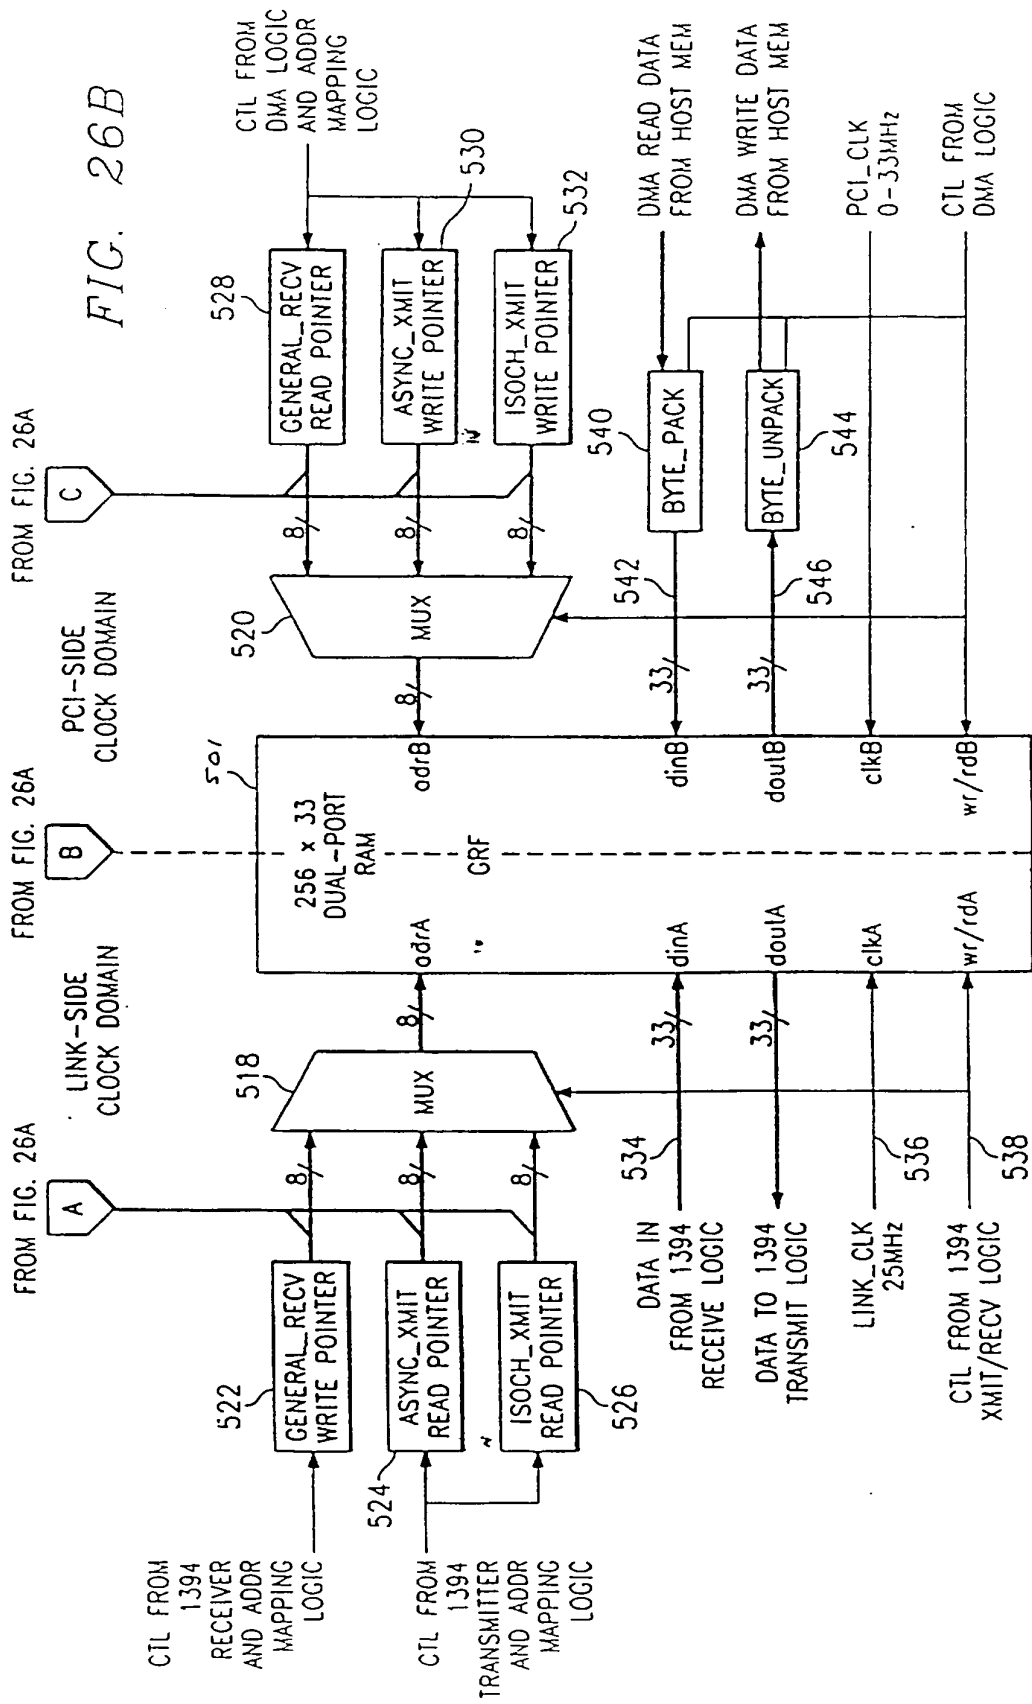 FIG. 26B
FROM FIG. 26A
A
FROM FIG. 26A
B
FROM FIG. 26A
C
LINK-SIDE
CLOCK DOMAIN
PCI-SIDE
CLOCK DOMAIN
CTL FROM
1394
RECEIVER
AND ADDR
MAPPING
LOGIC
522
GENERAL_RECV
WRITE POINTER
8
CTL FROM
1394
TRANSMITTER
AND ADDR
MAPPING
LOGIC
524
ASYNC_XMIT
READ POINTER
8
ISOCH_XMIT
READ POINTER
526
8
518
MUX
8
501
256 x 33
DUAL-PORT
RAM
GRF
adrA
adrB
dinA
dinB
doutA
doutB
clkA
clkB
wr/rdA
wr/rdB
520
MUX
8
8
8
8
528
GENERAL_RECV
READ POINTER
ASYNC_XMIT
WRITE POINTER
530
ISOCH_XMIT
WRITE POINTER
532
CTL FROM
DMA LOGIC
AND ADDR
MAPPING
LOGIC
DATA IN
FROM 1394
RECEIVE LOGIC
534
33
DATA TO 1394
TRANSMIT LOGIC
33
LINK_CLK
25MHz
536
CTL FROM 1394
XMIT/RECV LOGIC
538
33
542
BYTE_PACK
540
DMA READ DATA
FROM HOST MEM
33
546
BYTE_UNPACK
544
DMA WRITE DATA
FROM HOST MEM
PCI_CLK
0-33MHz
CTL FROM
DMA LOGIC